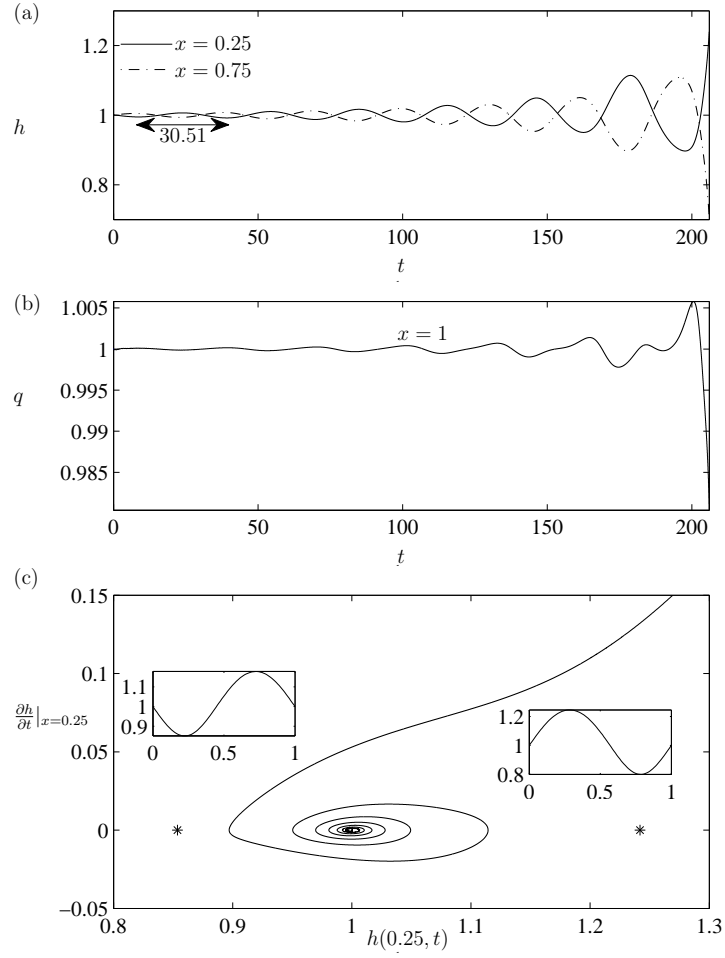 (a)
1.2
x = 0.25
x = 0.75
h
1
30.51
0.8
0 50 100 150 200
t
(b)
1.005
x = 1
1
0.995
q
0.99
0.985
0 50 100 150 200
t
(c)
0.15
0.1
1.1
1
0.9
0 0.5 1
∂h/∂t|x=0.25
0.05
1.2
1
0.8
0 0.5 1
0
−0.05
0.8 0.9 1 1.1 1.2 1.3
h(0.25, t)